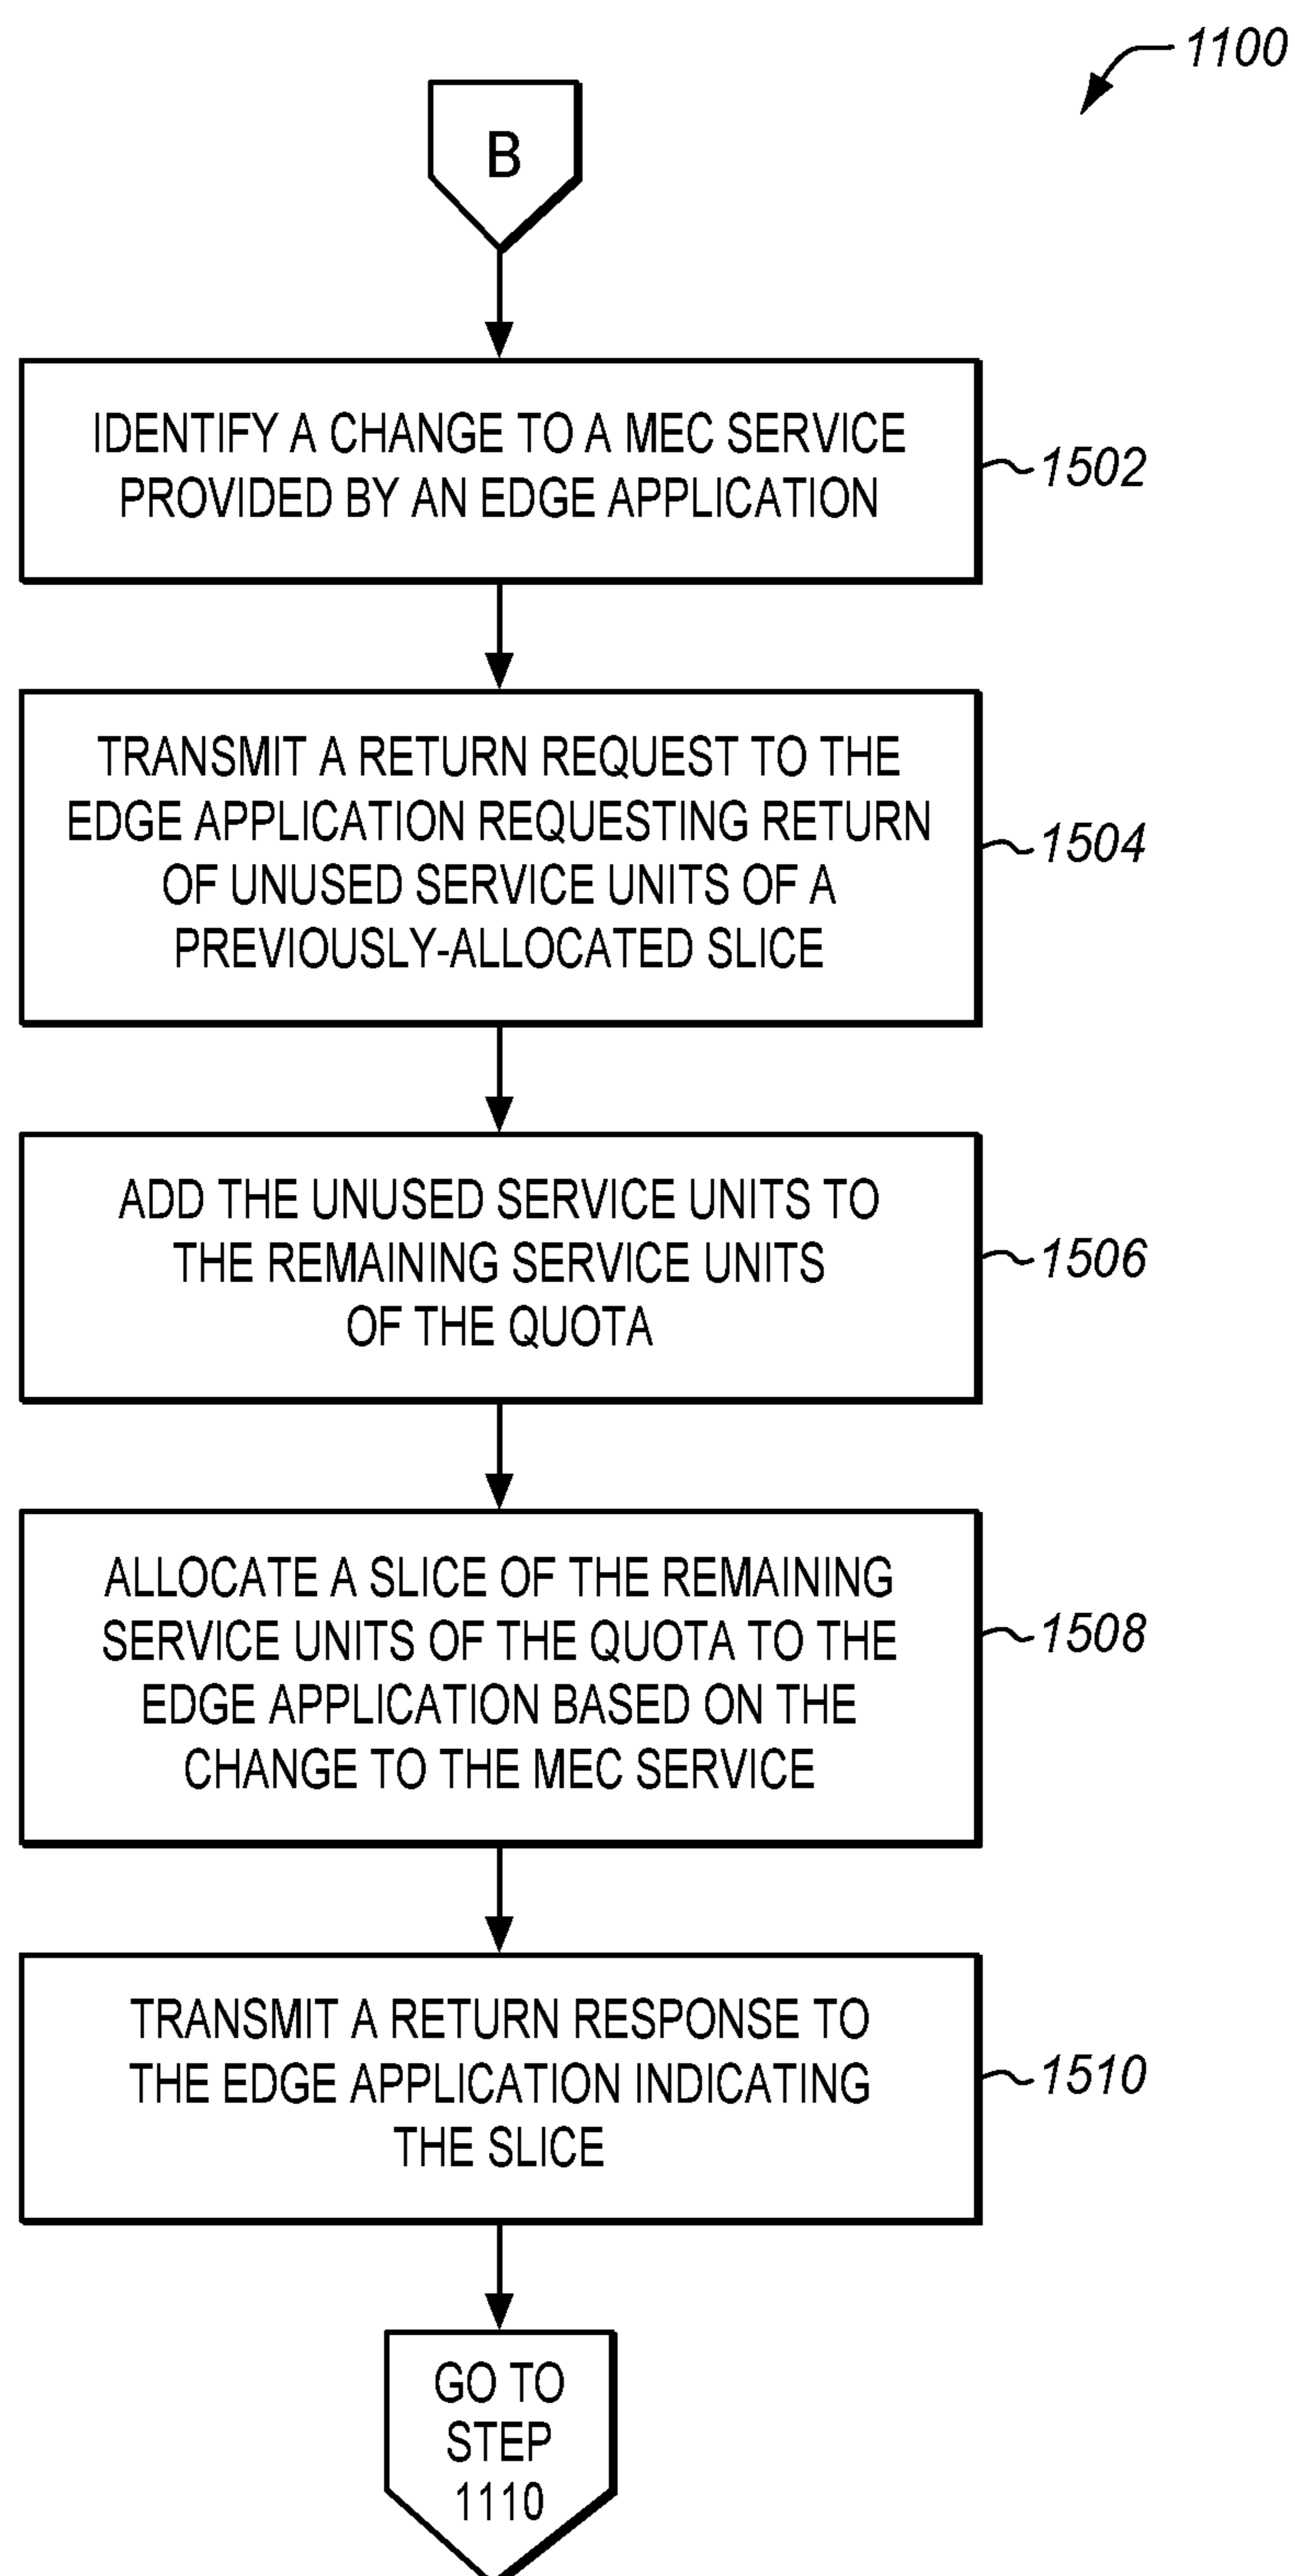 1100
B
IDENTIFY A CHANGE TO A MEC SERVICE
PROVIDED BY AN EDGE APPLICATION
1502
TRANSMIT A RETURN REQUEST TO THE
EDGE APPLICATION REQUESTING RETURN
OF UNUSED SERVICE UNITS OF A
PREVIOUSLY-ALLOCATED SLICE
1504
ADD THE UNUSED SERVICE UNITS TO
THE REMAINING SERVICE UNITS
OF THE QUOTA
1506
ALLOCATE A SLICE OF THE REMAINING
SERVICE UNITS OF THE QUOTA TO THE
EDGE APPLICATION BASED ON THE
CHANGE TO THE MEC SERVICE
1508
TRANSMIT A RETURN RESPONSE TO
THE EDGE APPLICATION INDICATING
THE SLICE
1510
GO TO
STEP
1110